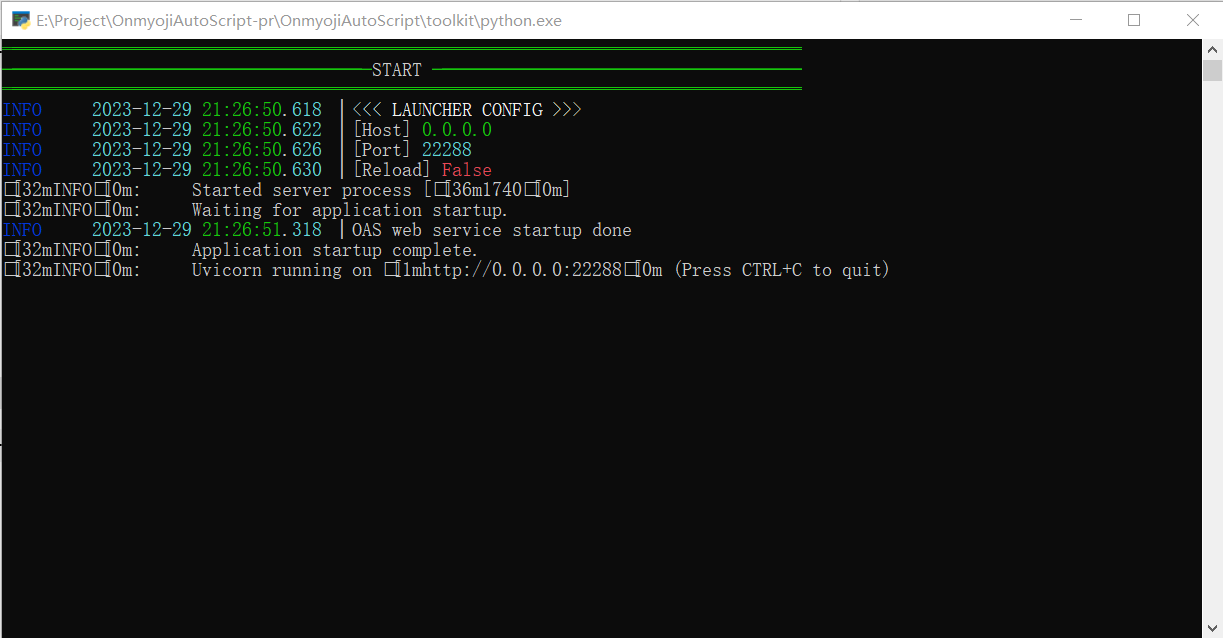 E:\Project\OnmyojiAutoScript-pr\OnmyojiAutoScript\toolkit\python.exe
START
INFO 2023-12-29 21:26:50.618 │ <<< LAUNCHER CONFIG >>>
INFO 2023-12-29 21:26:50.622 │ [Host] 0.0.0.0
INFO 2023-12-29 21:26:50.626 │ [Port] 22288
INFO 2023-12-29 21:26:50.630 │ [Reload] False
□[32mINFO□[0m: Started server process [□[36m1740□[0m]
□[32mINFO□[0m: Waiting for application startup.
INFO 2023-12-29 21:26:51.318 │ OAS web service startup done
□[32mINFO□[0m: Application startup complete.
□[32mINFO□[0m: Uvicorn running on □[1mhttp://0.0.0.0:22288□[0m (Press CTRL+C to quit)